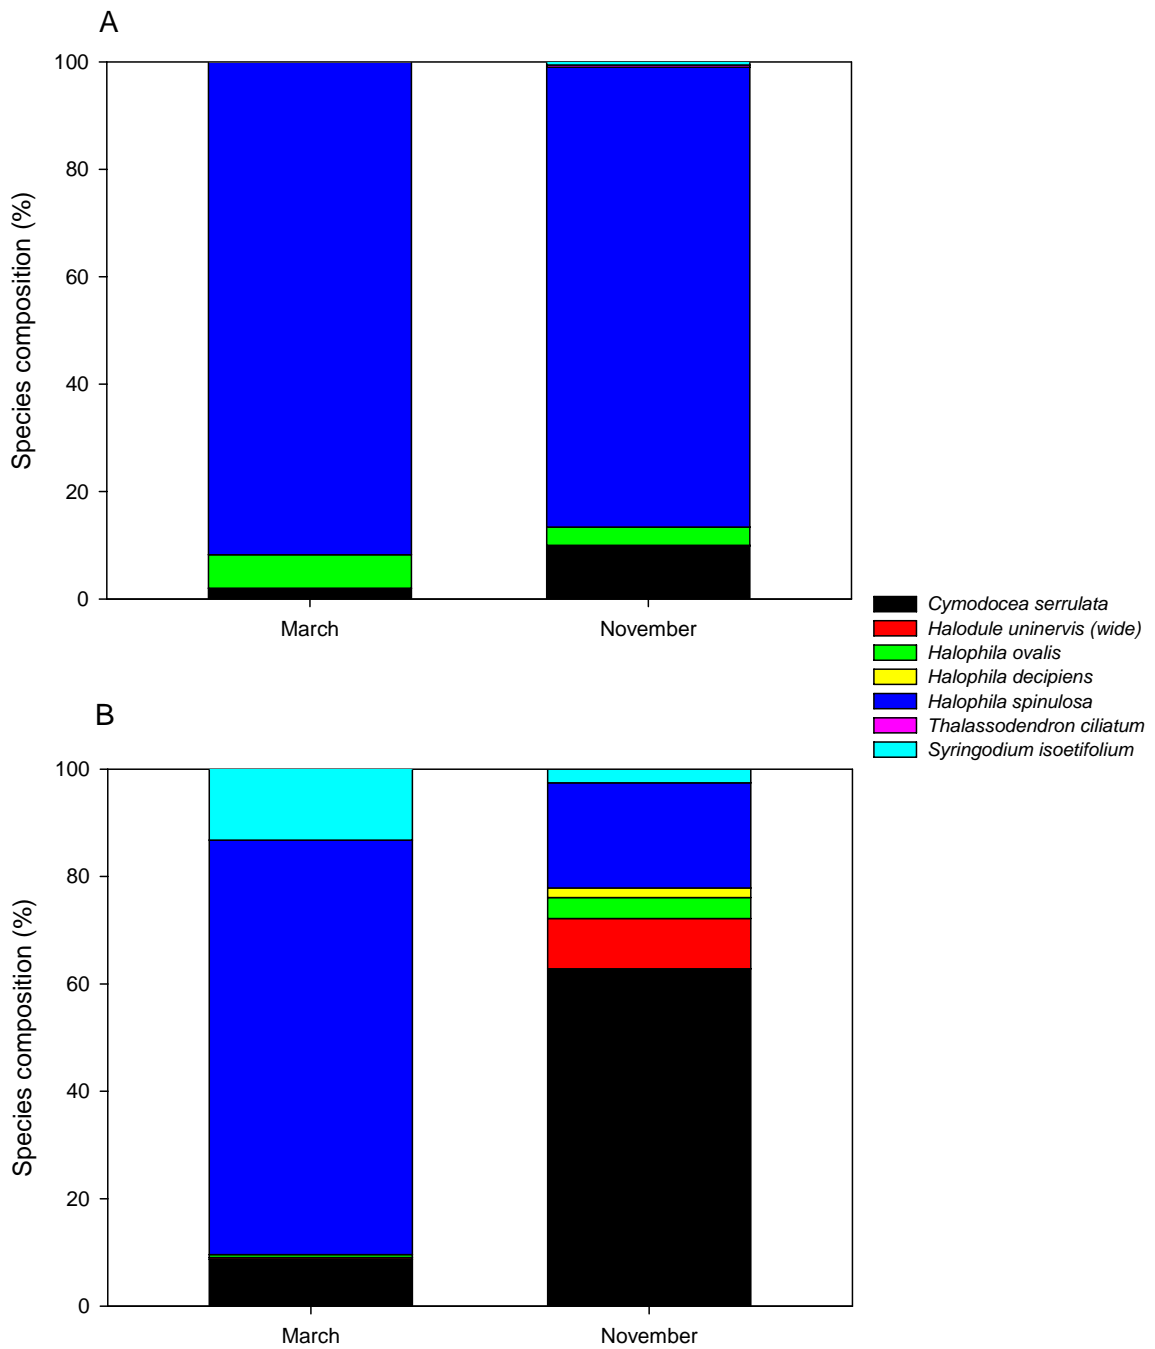 A
100
80
60
40
20
0
Species composition (%)
March November
Cymodocea serrulata
Halodule uninervis (wide)
Halophila ovalis
Halophila decipiens
Halophila spinulosa
Thalassodendron ciliatum
Syringodium isoetifolium
B
100
80
60
40
20
0
Species composition (%)
March November